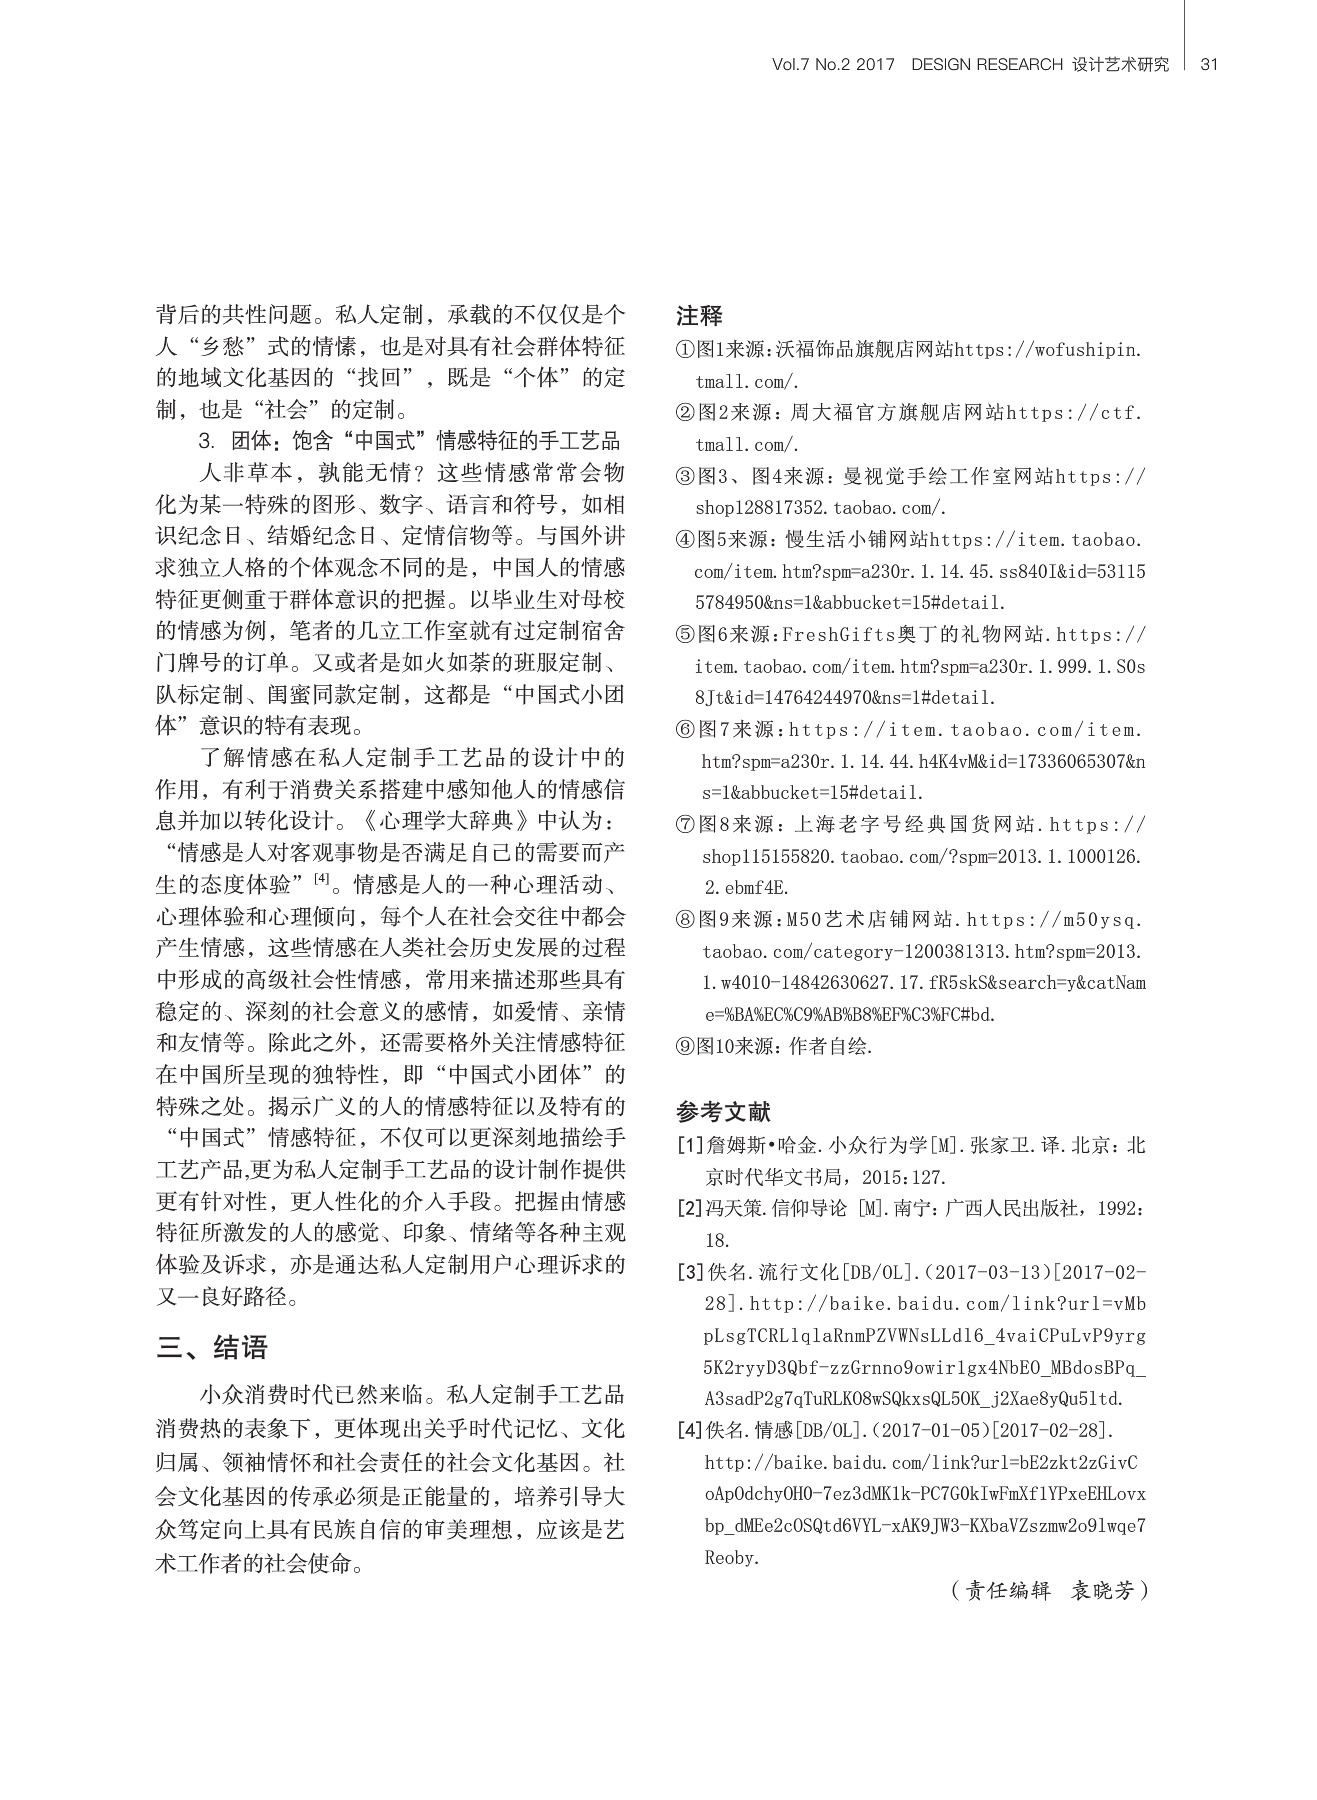 Vol.7 No.2 2017 DESIGN RESEARCH 设计艺术研究 31
背后的共性问题。私人定制，承载的不仅仅是个
人“乡愁”式的情愫，也是对具有社会群体特征
的地域文化基因的“找回”，既是“个体”的定
制，也是“社会”的定制。
3. 团体：饱含“中国式”情感特征的手工艺品
人非草本，孰能无情？这些情感常常会物
化为某一特殊的图形、数字、语言和符号，如相
识纪念日、结婚纪念日、定情信物等。与国外讲
求独立人格的个体观念不同的是，中国人的情感
特征更侧重于群体意识的把握。以毕业生对母校
的情感为例，笔者的几立工作室就有过定制宿舍
门牌号的订单。又或者是如火如荼的班服定制、
队标定制、闺蜜同款定制，这都是“中国式小团
体”意识的特有表现。
了解情感在私人定制手工艺品的设计中的
作用，有利于消费关系搭建中感知他人的情感信
息并加以转化设计。《心理学大辞典》中认为：
“情感是人对客观事物是否满足自己的需要而产
生的态度体验”[4]。情感是人的一种心理活动、
心理体验和心理倾向，每个人在社会交往中都会
产生情感，这些情感在人类社会历史发展的过程
中形成的高级社会性情感，常用来描述那些具有
稳定的、深刻的社会意义的感情，如爱情、亲情
和友情等。除此之外，还需要格外关注情感特征
在中国所呈现的独特性，即“中国式小团体”的
特殊之处。揭示广义的人的情感特征以及特有的
“中国式”情感特征，不仅可以更深刻地描绘手
工艺产品,更为私人定制手工艺品的设计制作提供
更有针对性，更人性化的介入手段。把握由情感
特征所激发的人的感觉、印象、情绪等各种主观
体验及诉求，亦是通达私人定制用户心理诉求的
又一良好路径。
三、结语
小众消费时代已然来临。私人定制手工艺品
消费热的表象下，更体现出关乎时代记忆、文化
归属、领袖情怀和社会责任的社会文化基因。社
会文化基因的传承必须是正能量的，培养引导大
众笃定向上具有民族自信的审美理想，应该是艺
术工作者的社会使命。
注释
①图1来源:沃福饰品旗舰店网站https://wofushipin.
tmall.com/.
②图2来源：周大福官方旗舰店网站https://ctf.
tmall.com/.
③图3、图4来源：曼视觉手绘工作室网站https://
shop128817352.taobao.com/.
④图5来源：慢生活小铺网站https://item.taobao.
com/item.htm?spm=a230r.1.14.45.ss840I&id=53115
5784950&ns=1&abbucket=15#detail.
⑤图6来源:FreshGifts奥丁的礼物网站.https://
item.taobao.com/item.htm?spm=a230r.1.999.1.S0s
8Jt&id=14764244970&ns=1#detail.
⑥图7来源:https://item.taobao.com/item.
htm?spm=a230r.1.14.44.h4K4vM&id=17336065307&n
s=1&abbucket=15#detail.
⑦图8来源：上海老字号经典国货网站.https://
shop115155820.taobao.com/?spm=2013.1.1000126.
2.ebmf4E.
⑧图9来源:M50艺术店铺网站.https://m50ysq.
taobao.com/category-1200381313.htm?spm=2013.
1.w4010-14842630627.17.fR5skS&search=y&catNam
e=%BA%EC%C9%AB%B8%EF%C3%FC#bd.
⑨图10来源：作者自绘.
参考文献
[1]詹姆斯•哈金.小众行为学[M].张家卫.译.北京：北
京时代华文书局，2015:127.
[2]冯天策.信仰导论 [M].南宁：广西人民出版社，1992：
18.
[3]佚名.流行文化[DB/OL].(2017-03-13)[2017-02-
28].http://baike.baidu.com/link?url=vMb
pLsgTCRLlqlaRnmPZVWNsLLdl6_4vaiCPuLvP9yrg
5K2ryyD3Qbf-zzGrnno9owir1gx4NbEO_MBdosBPq_
A3sadP2g7qTuRLKO8wSQkxsQL5OK_j2Xae8yQu5ltd.
[4]佚名.情感[DB/OL].(2017-01-05)[2017-02-28].
http://baike.baidu.com/link?url=bE2zkt2zGivC
oApOdchyOH0-7ez3dMK1k-PC7G0kIwFmXf1YPxeEHLovx
bp_dMEe2cOSQtd6VYL-xAK9JW3-KXbaVZszmw2o9lwqe7
Reoby.
（责任编辑 袁晓芳）